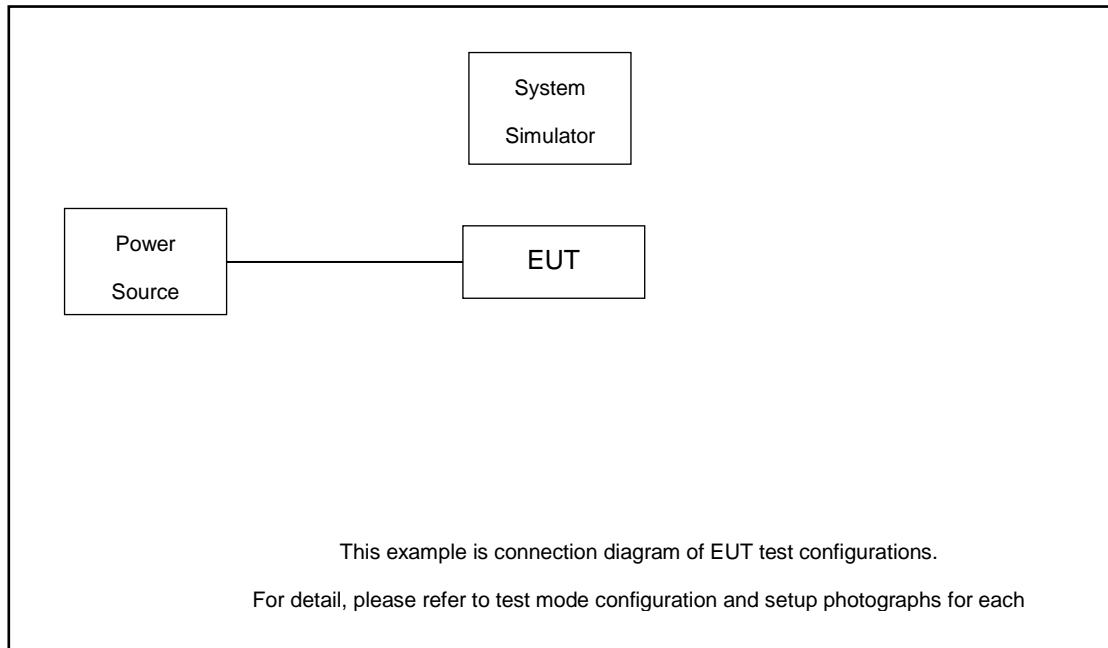 System
Simulator
Power
Source
EUT
This example is connection diagram of EUT test configurations.
For detail, please refer to test mode configuration and setup photographs for each